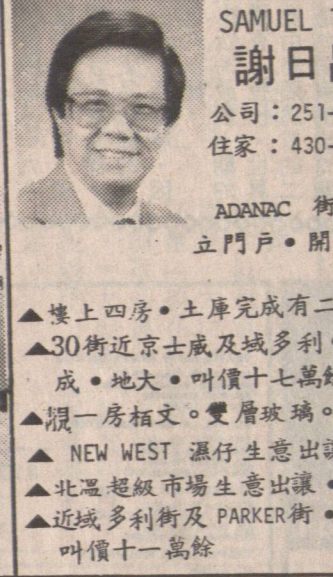 SAMUEL
謝日
公司：251-
住家：430-
ADANAC 街
立門戸•開
▲樓上四房•土庫完成有二
▲30街近京士威及域多利•
成•地大•叫價十七萬
▲一房栢文。雙層玻璃。
▲ NEW WEST 濕仔生意出讓
▲北溫超級市場生意出讓•
▲近域多利街及 PARKER街•
叫價十一萬餘